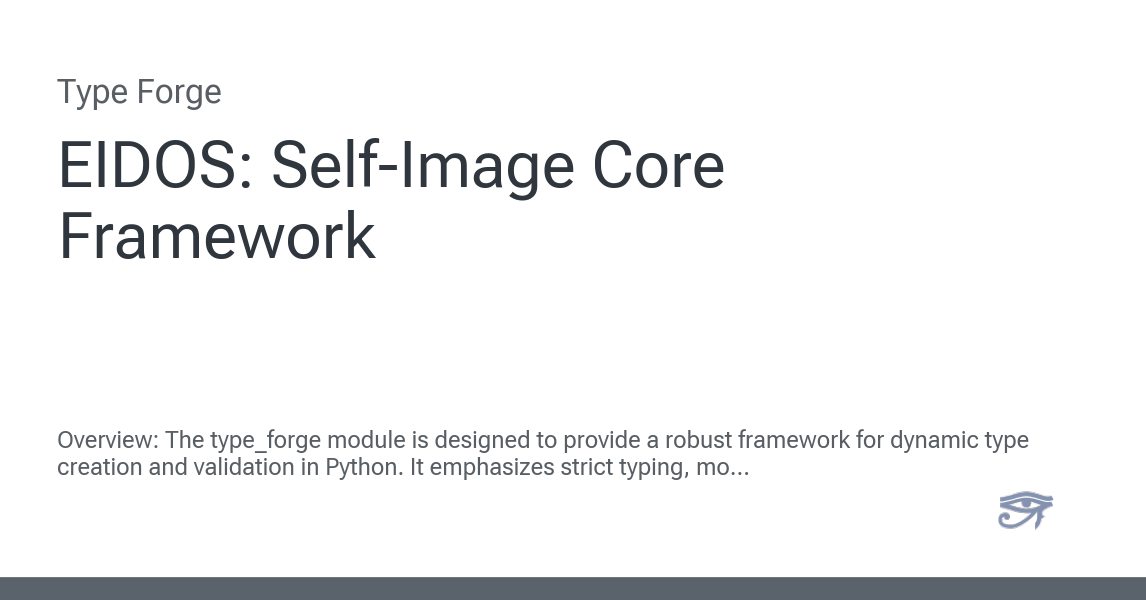 Type Forge
EIDOS: Self-Image Core
Framework
Overview: The type_forge module is designed to provide a robust framework for dynamic type
creation and validation in Python. It emphasizes strict typing, mo...